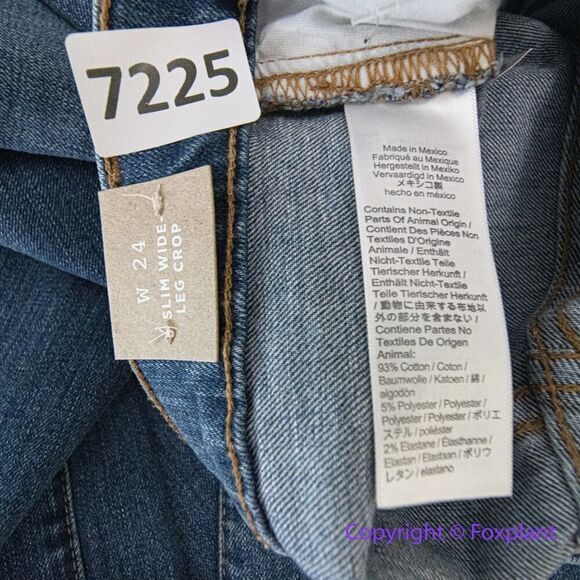 7225
W 24
SLIM WIDE
LEG CROP
Made in Mexico
Fabriqué au Mexique
Hergestellt in Mexiko
Vervaardigd in Mexico
メキシコ製
hecho en méxico
Contains Non-Textile
Parts Of Animal Origin /
Contient Des Pièces Non
Textiles D'Origine
Animale / Enthält
Nicht-Textile Teile
Tierischer Herkunft /
Enthält Nicht-Textile
Teile Tierischer Herkunft
/ 動物に由来する布地以
外の部分を含まない/
Contiene Partes No
Textiles De Origen
Animal:
93% Cotton / Coton /
Baumwolle / Katoen / 綿 /
algodón
5% Polyester / Polyester /
Polyester / Polyester / ポリエ
ステル / poliéster
2% Elastane / Élasthanne /
Elastan / Elastaan / ポリウ
レタン / elastano
Copyright © Foxplant